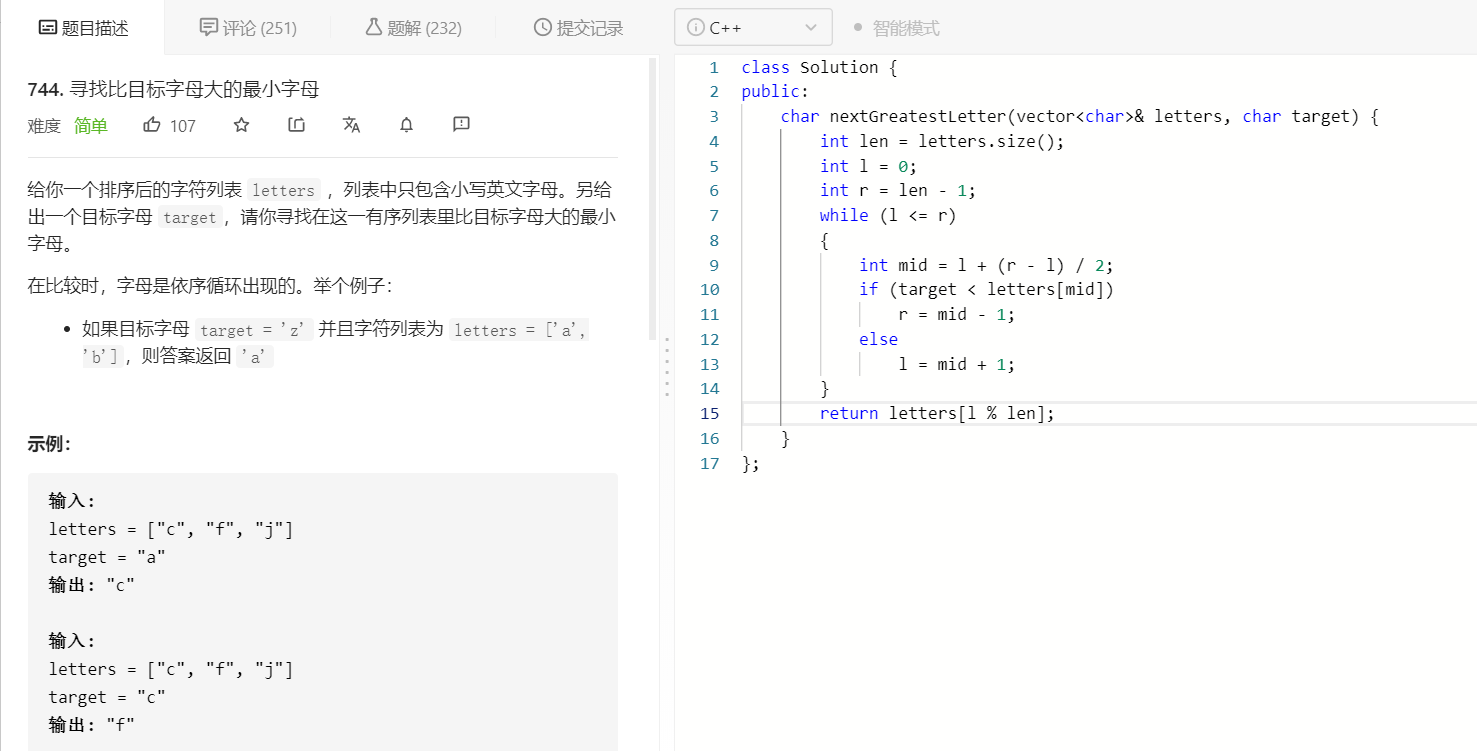 题目描述
评论 (251)
题解 (232)
提交记录
C++
智能模式
744. 寻找比目标字母大的最小字母
难度 简单 107
给你一个排序后的字符列表 letters ，列表中只包含小写英文字母。另给
出一个目标字母 target，请你寻找在这一有序列表里比目标字母大的最小
字母。
在比较时，字母是依序循环出现的。举个例子：
• 如果目标字母 target = 'z' 并且字符列表为 letters = ['a',
'b']，则答案返回 'a'
示例：
输入:
letters = ["c", "f", "j"]
target = "a"
输出: "c"
输入:
letters = ["c", "f", "j"]
target = "c"
输出: "f"
1 class Solution {
2 public:
3 char nextGreatestLetter(vector<char>& letters, char target) {
4 int len = letters.size();
5 int l = 0;
6 int r = len - 1;
7 while (l <= r)
8 {
9 int mid = l + (r - l) / 2;
10 if (target < letters[mid])
11 r = mid - 1;
12 else
13 l = mid + 1;
14 }
15 return letters[l % len];
16 }
17 };